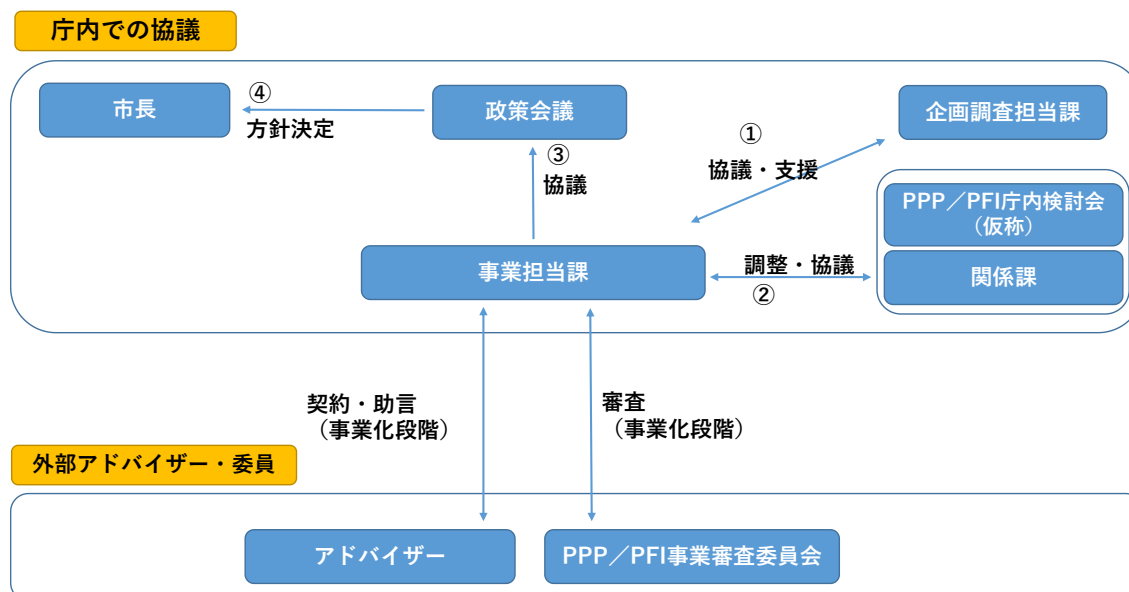 庁内での協議
市長
④
方針決定
政策会議
①
協議・支援
企画調査担当課
③
協議
PPP／PFI庁内検討会
（仮称）
事業担当課
調整・協議
②
関係課
契約・助言
（事業化段階）
審査
（事業化段階）
外部アドバイザー・委員
アドバイザー
PPP／PFI事業審査委員会